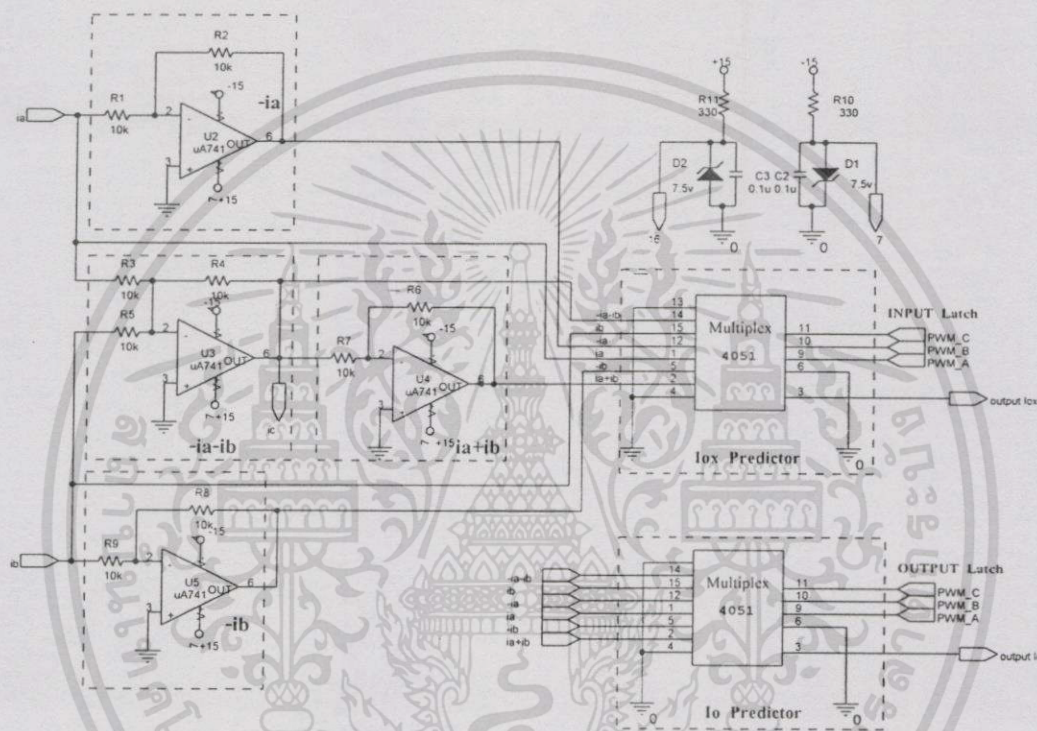 R2
10k
-15
+15
-15
R1
10k
-ia
ia
2
-
U2
uA741
OUT
6
3
+
7
+15
R11
330
R10
330
D2
7.5v
C3
0.1u
C2
0.1u
D1
7.5v
16
0
0
7
R3
10k
R4
10k
R5
10k
-15
2
-
U3
uA741
OUT
6
3
+
7
+15
ic
-ia-ib
R6
10k
-15
R7
10k
2
-
U4
uA741
OUT
6
3
+
7
+15
ia+ib
-ia-ib
ib
ia
-ib
ia+ib
13
14
15
12
1
5
2
4
Multiplex
4051
11
10
9
6
3
INPUT Latch
PWM_C
PWM_B
PWM_A
output Iox
0
Iox Predictor
R8
10k
-15
ib
R9
10k
2
-
U5
uA741
OUT
6
3
+
7
+15
-ib
-ia-ib
ib
-ia
ia
-ib
ia+ib
14
15
12
1
5
2
4
Multiplex
4051
11
10
9
6
3
OUTPUT Latch
PWM_C
PWM_B
PWM_A
0
0
Io Predictor